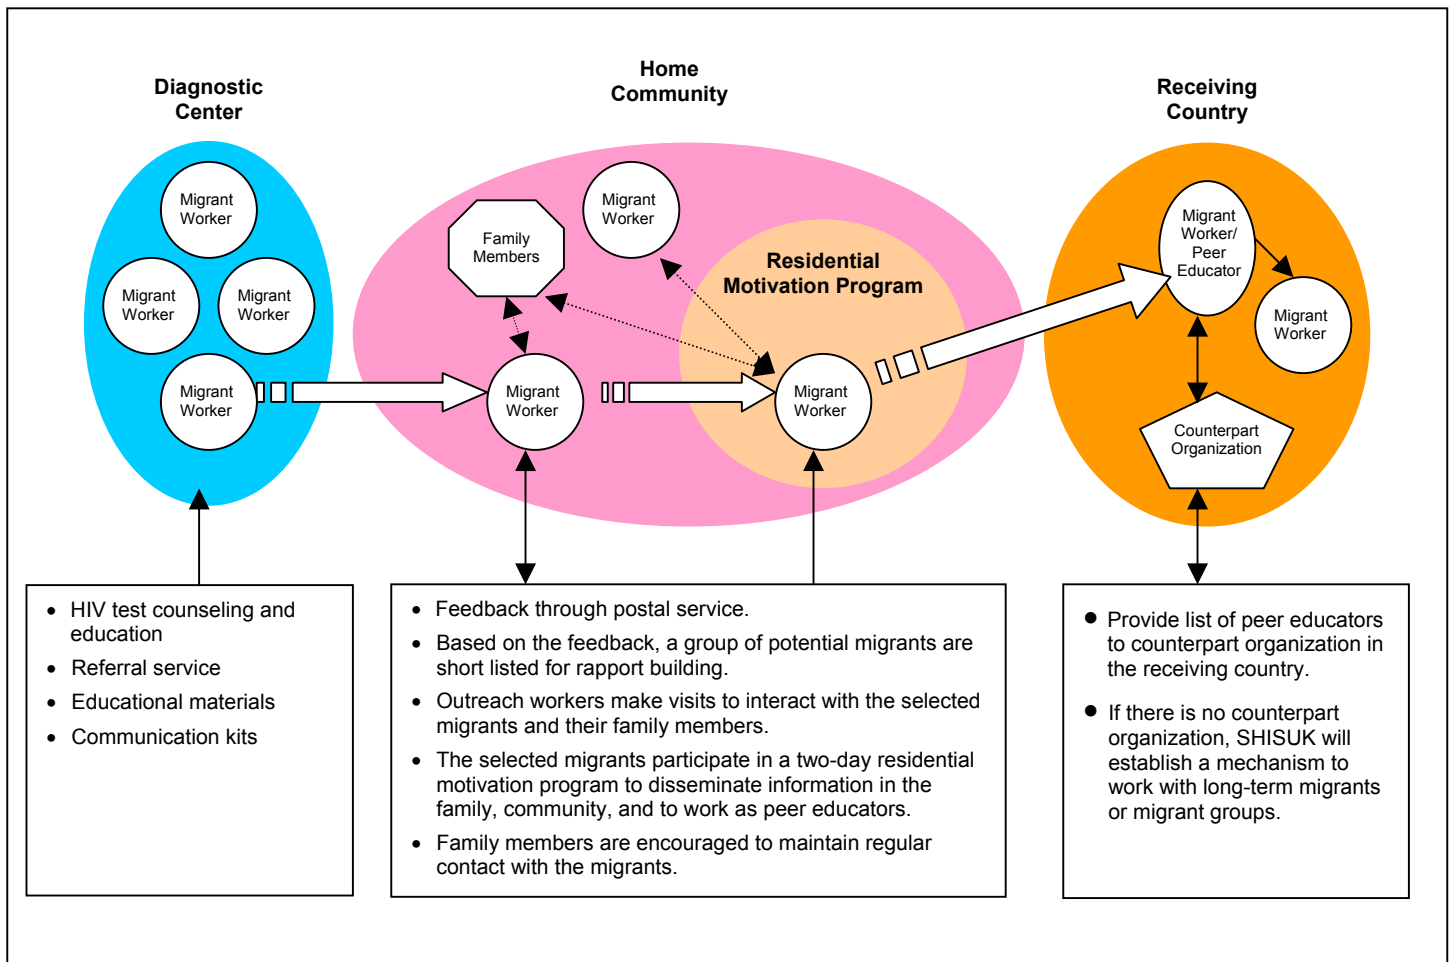 Diagnostic
Center
Home
Community
Receiving
Country
Migrant
Worker
Migrant
Worker
Migrant
Worker
Migrant
Worker
Family
Members
Migrant
Worker
Migrant
Worker
Residential
Motivation Program
Migrant
Worker
Migrant
Worker/
Peer
Educator
Migrant
Worker
Counterpart
Organization
• HIV test counseling and
education
• Referral service
• Educational materials
• Communication kits
• Feedback through postal service.
• Based on the feedback, a group of potential migrants are
short listed for rapport building.
• Outreach workers make visits to interact with the selected
migrants and their family members.
• The selected migrants participate in a two-day residential
motivation program to disseminate information in the
family, community, and to work as peer educators.
• Family members are encouraged to maintain regular
contact with the migrants.
• Provide list of peer educators
to counterpart organization in
the receiving country.
• If there is no counterpart
organization, SHISUK will
establish a mechanism to
work with long-term migrants
or migrant groups.